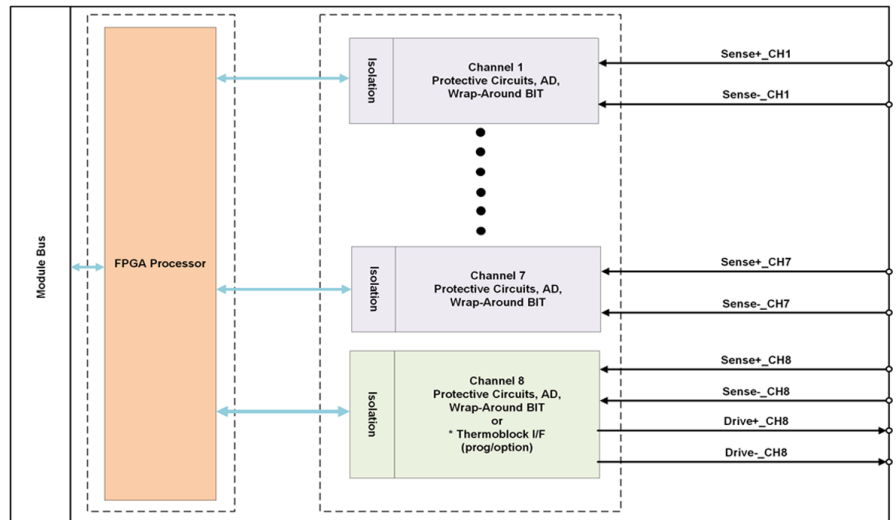 Module Bus
FPGA Processor
Isolation
Channel 1
Protective Circuits, AD,
Wrap-Around BIT
Sense+_CH1
Sense-_CH1
Isolation
Channel 7
Protective Circuits, AD,
Wrap-Around BIT
Sense+_CH7
Sense-_CH7
Isolation
Channel 8
Protective Circuits, AD,
Wrap-Around BIT
or
* Thermoblock I/F
(prog/option)
Sense+_CH8
Sense-_CH8
Drive+_CH8
Drive-_CH8